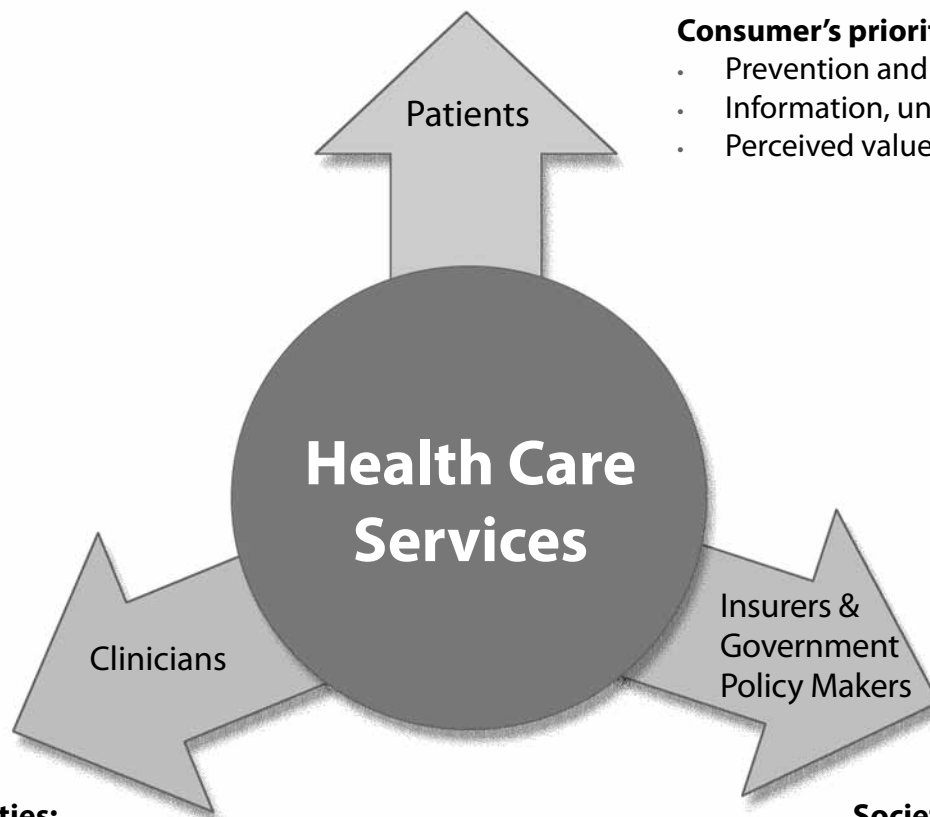 Consumer's priorit
• Prevention and
• Information, un
• Perceived value
Patients
Health Care
Services
Clinicians
Insurers &
Government
Policy Makers
ties:
Societ